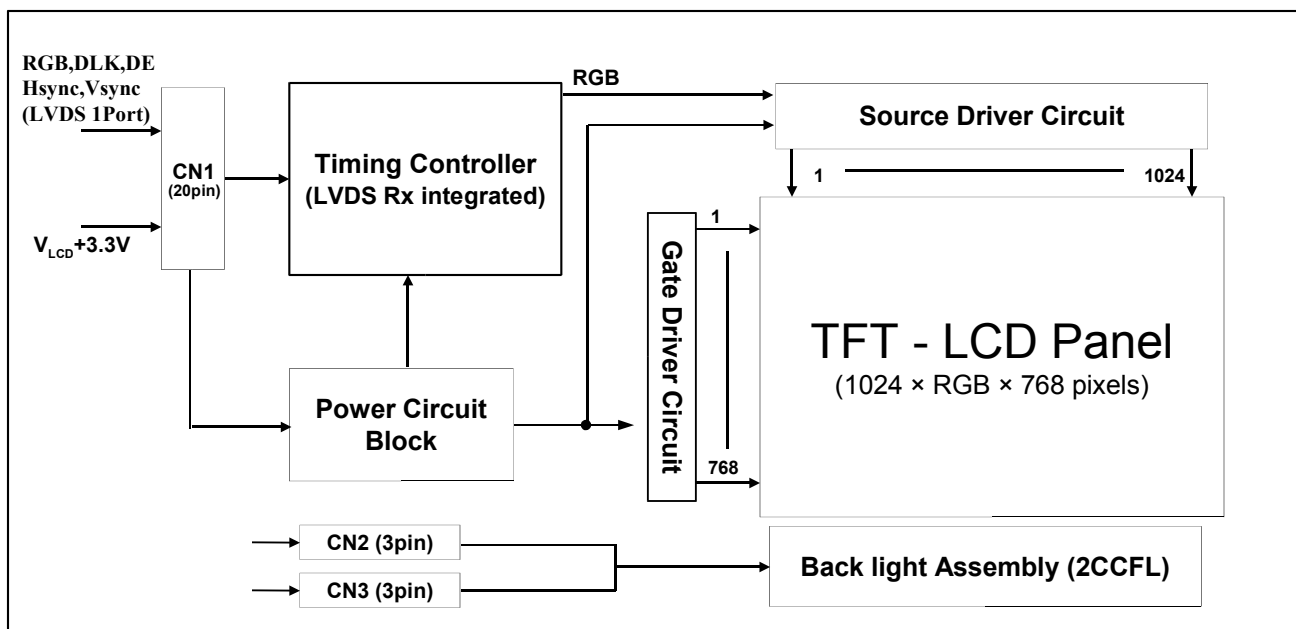 RGB,DLK,DE
Hsync,Vsync
(LVDS 1Port)
CN1
(20pin)
VLCD+3.3V
Timing Controller
(LVDS Rx integrated)
RGB
Source Driver Circuit
1
1024
Power Circuit
Block
Gate Driver Circuit
1
768
TFT - LCD Panel
(1024 × RGB × 768 pixels)
CN2 (3pin)
CN3 (3pin)
Back light Assembly (2CCFL)